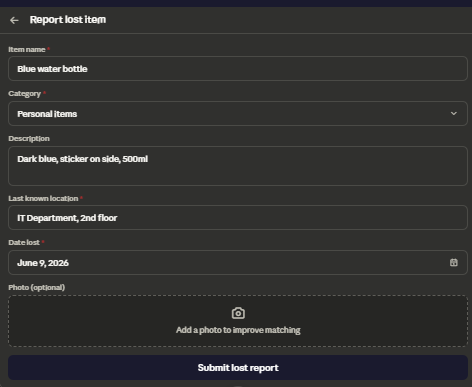 Report lost item
Item name *
Blue water bottle
Category *
Personal items
Description
Dark blue, sticker on side, 500ml
Last known location *
IT Department, 2nd floor
Date lost *
June 9, 2026
Photo (optional)
Add a photo to improve matching
Submit lost report